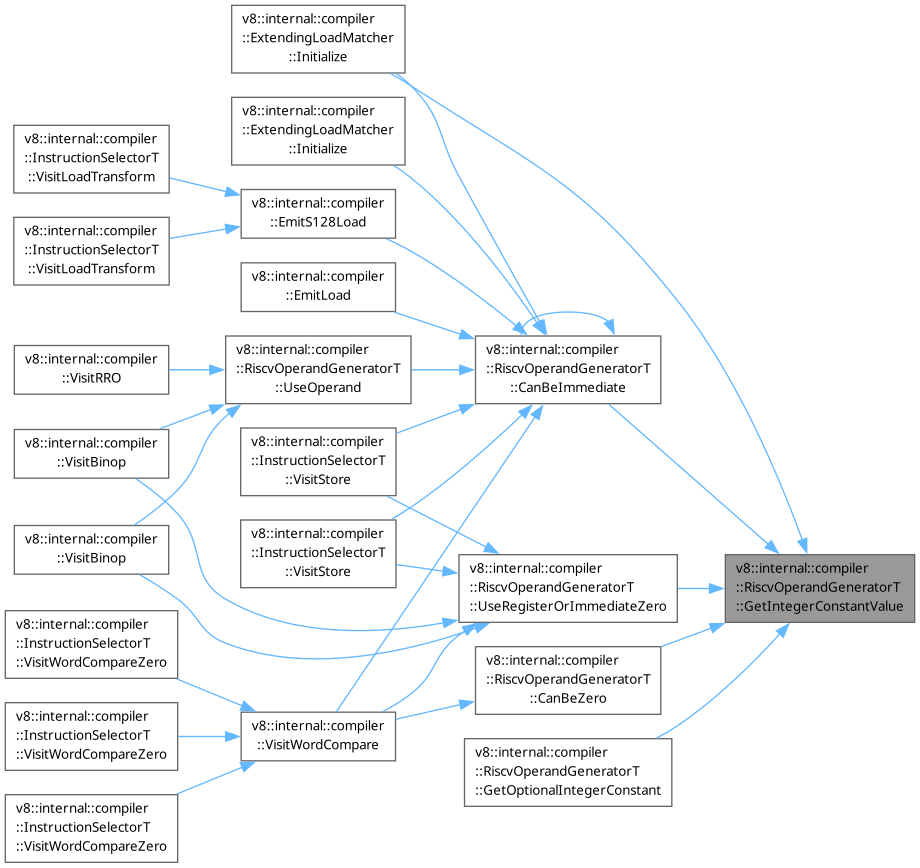 v8::internal::compiler
::ExtendingLoadMatcher
::Initialize
v8::internal::compiler
::ExtendingLoadMatcher
::Initialize
v8::internal::compiler
::InstructionSelectorT
::VisitLoadTransform
v8::internal::compiler
::EmitS128Load
v8::internal::compiler
::InstructionSelectorT
::VisitLoadTransform
v8::internal::compiler
::EmitLoad
v8::internal::compiler
::RiscvOperandGeneratorT
::UseOperand
v8::internal::compiler
::RiscvOperandGeneratorT
::CanBeImmediate
v8::internal::compiler
::VisitRRO
v8::internal::compiler
::VisitBinop
v8::internal::compiler
::InstructionSelectorT
::VisitStore
v8::internal::compiler
::VisitBinop
v8::internal::compiler
::InstructionSelectorT
::VisitStore
v8::internal::compiler
::RiscvOperandGeneratorT
::UseRegisterOrImmediateZero
v8::internal::compiler
::RiscvOperandGeneratorT
::GetIntegerConstantValue
v8::internal::compiler
::InstructionSelectorT
::VisitWordCompareZero
v8::internal::compiler
::RiscvOperandGeneratorT
::CanBeZero
v8::internal::compiler
::InstructionSelectorT
::VisitWordCompareZero
v8::internal::compiler
::VisitWordCompare
v8::internal::compiler
::RiscvOperandGeneratorT
::GetOptionalIntegerConstant
v8::internal::compiler
::InstructionSelectorT
::VisitWordCompareZero